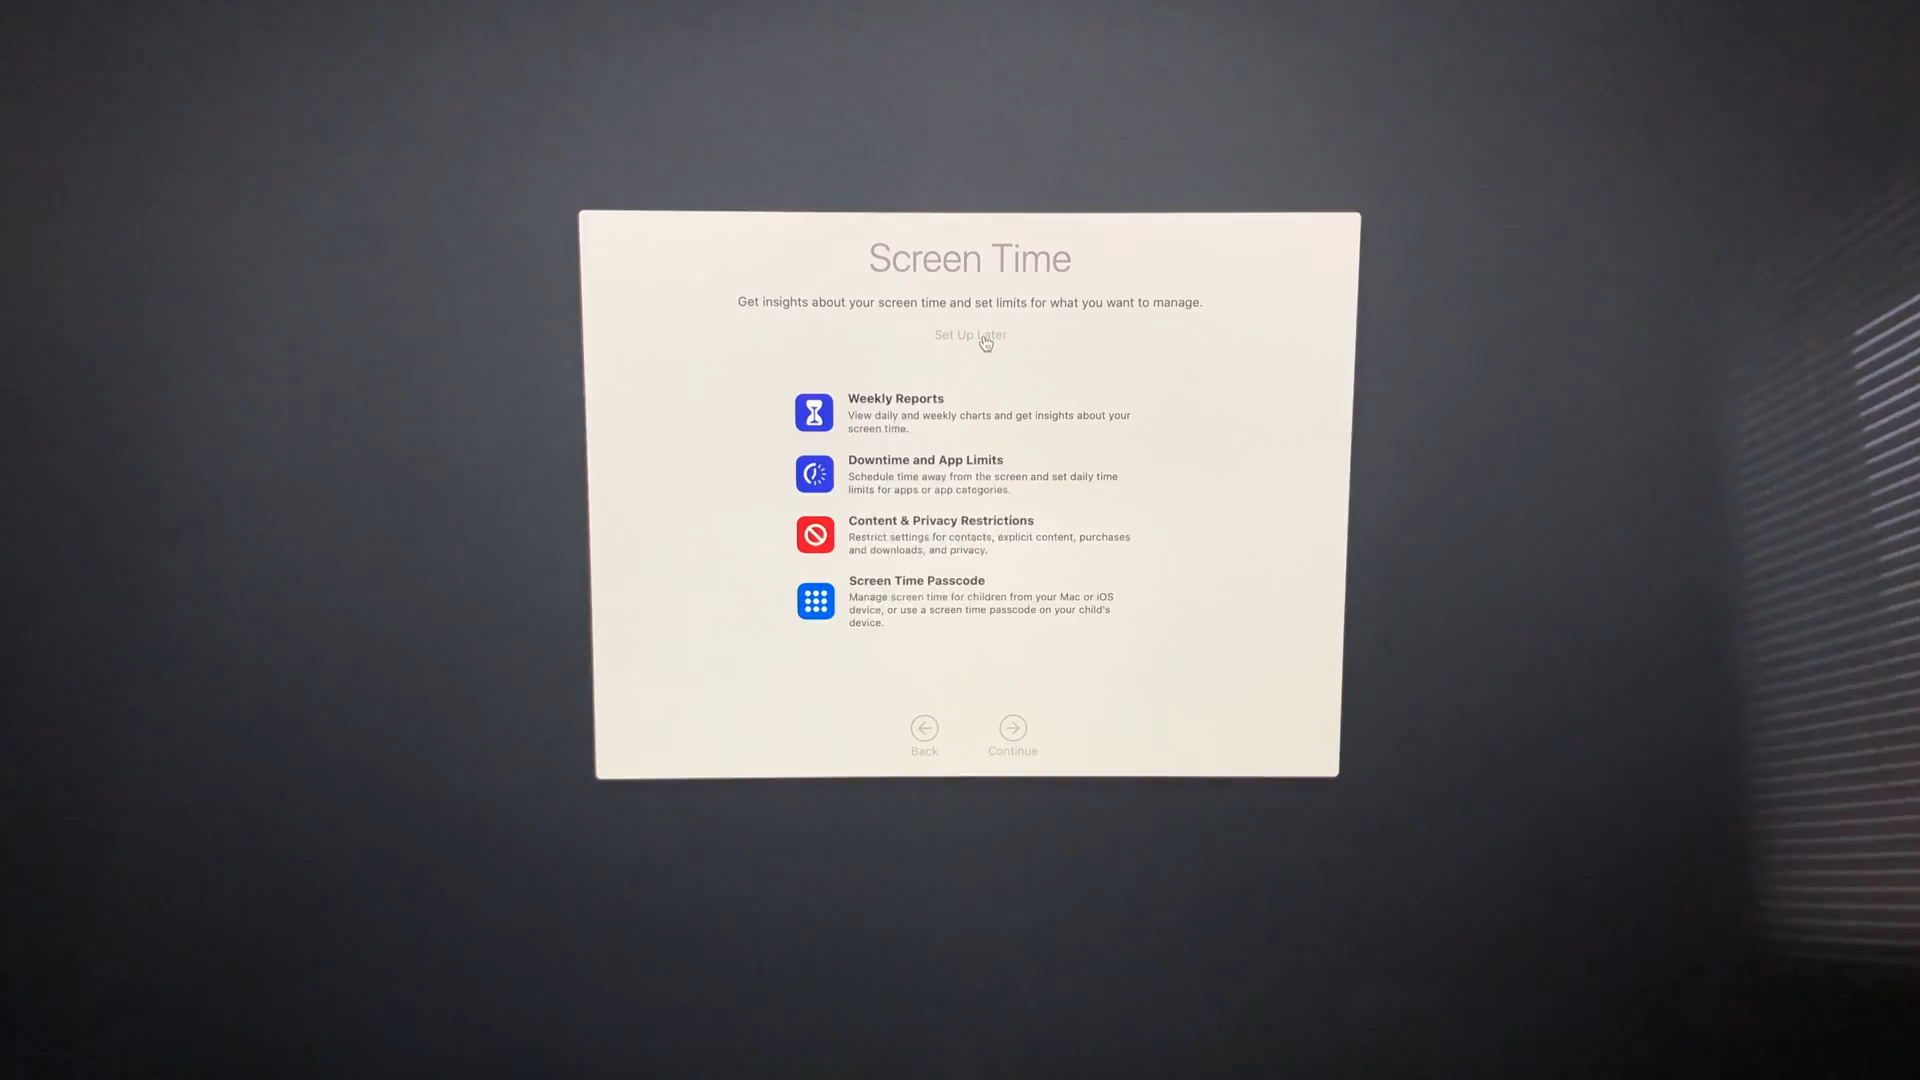 Screen Time
Get insights about your screen time and set limits for what you want to manage.
Set Up Later
Weekly Reports
View daily and weekly charts and get insights about your
screen time.
Downtime and App Limits
Schedule time away from the screen and set daily time
limits for apps or app categories.
Content & Privacy Restrictions
Restrict settings for contacts, explicit content, purchases
and downloads, and privacy.
Screen Time Passcode
Manage screen time for children from your Mac or iOS
device, or use a screen time passcode on your child's
device.
Back
Continue